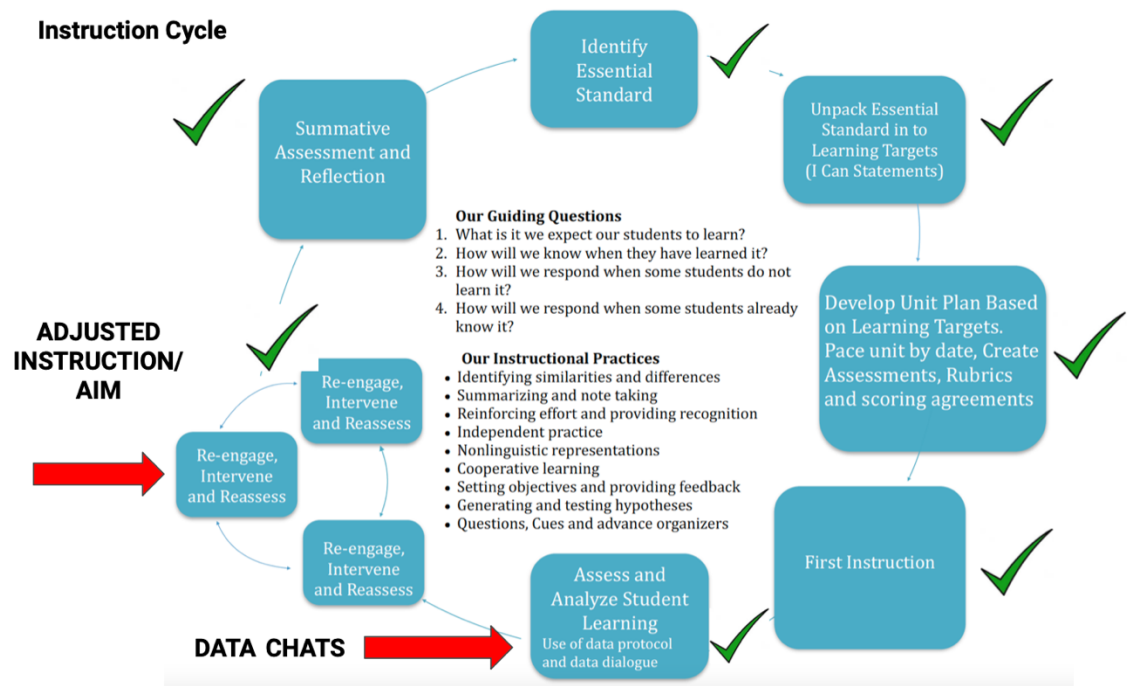 Instruction Cycle
Identify
Essential
Standard
Unpack Essential
Standard in to
Learning Targets
(I Can Statements)
Develop Unit Plan Based
on Learning Targets.
Pace unit by date, Create
Assessments, Rubrics
and scoring agreements
First Instruction
Assess and
Analyze Student
Learning
Use of data protocol
and data dialogue
DATA CHATS
Re-engage,
Intervene
and Reassess
Re-engage,
Intervene
and Reassess
Re-engage,
Intervene
and Reassess
ADJUSTED
INSTRUCTION/
AIM
Summative
Assessment and
Reflection
Our Guiding Questions
1. What is it we expect our students to learn?
2. How will we know when they have learned it?
3. How will we respond when some students do not
learn it?
4. How will we respond when some students already
know it?
Our Instructional Practices
• Identifying similarities and differences
• Summarizing and note taking
• Reinforcing effort and providing recognition
• Independent practice
• Nonlinguistic representations
• Cooperative learning
• Setting objectives and providing feedback
• Generating and testing hypotheses
• Questions, Cues and advance organizers